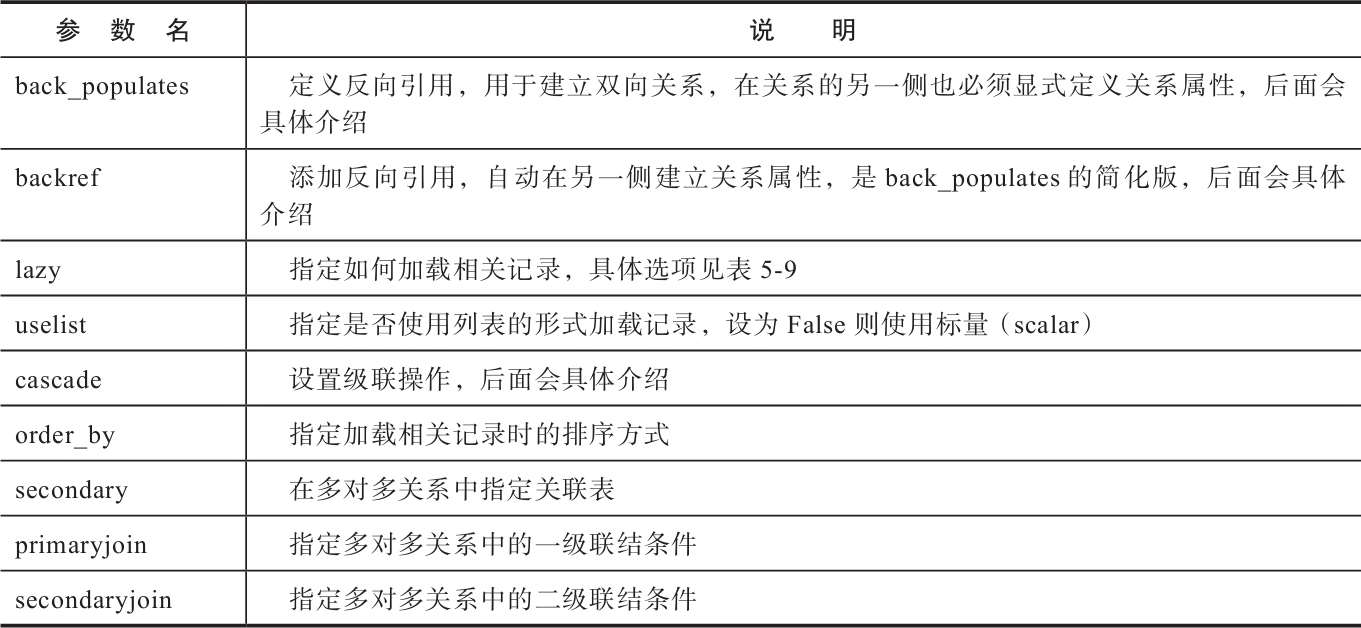 参 数 名 说 明
back_populates 定义反向引用，用于建立双向关系，在关系的另一侧也必须显式定义关系属性，后面会
具体介绍
backref 添加反向引用，自动在另一侧建立关系属性，是 back_populates 的简化版，后面会具体
介绍
lazy 指定如何加载相关记录，具体选项见表 5-9
uselist 指定是否使用列表的形式加载记录，设为 False 则使用标量（scalar）
cascade 设置级联操作，后面会具体介绍
order_by 指定加载相关记录时的排序方式
secondary 在多对多关系中指定关联表
primaryjoin 指定多对多关系中的一级联结条件
secondaryjoin 指定多对多关系中的二级联结条件